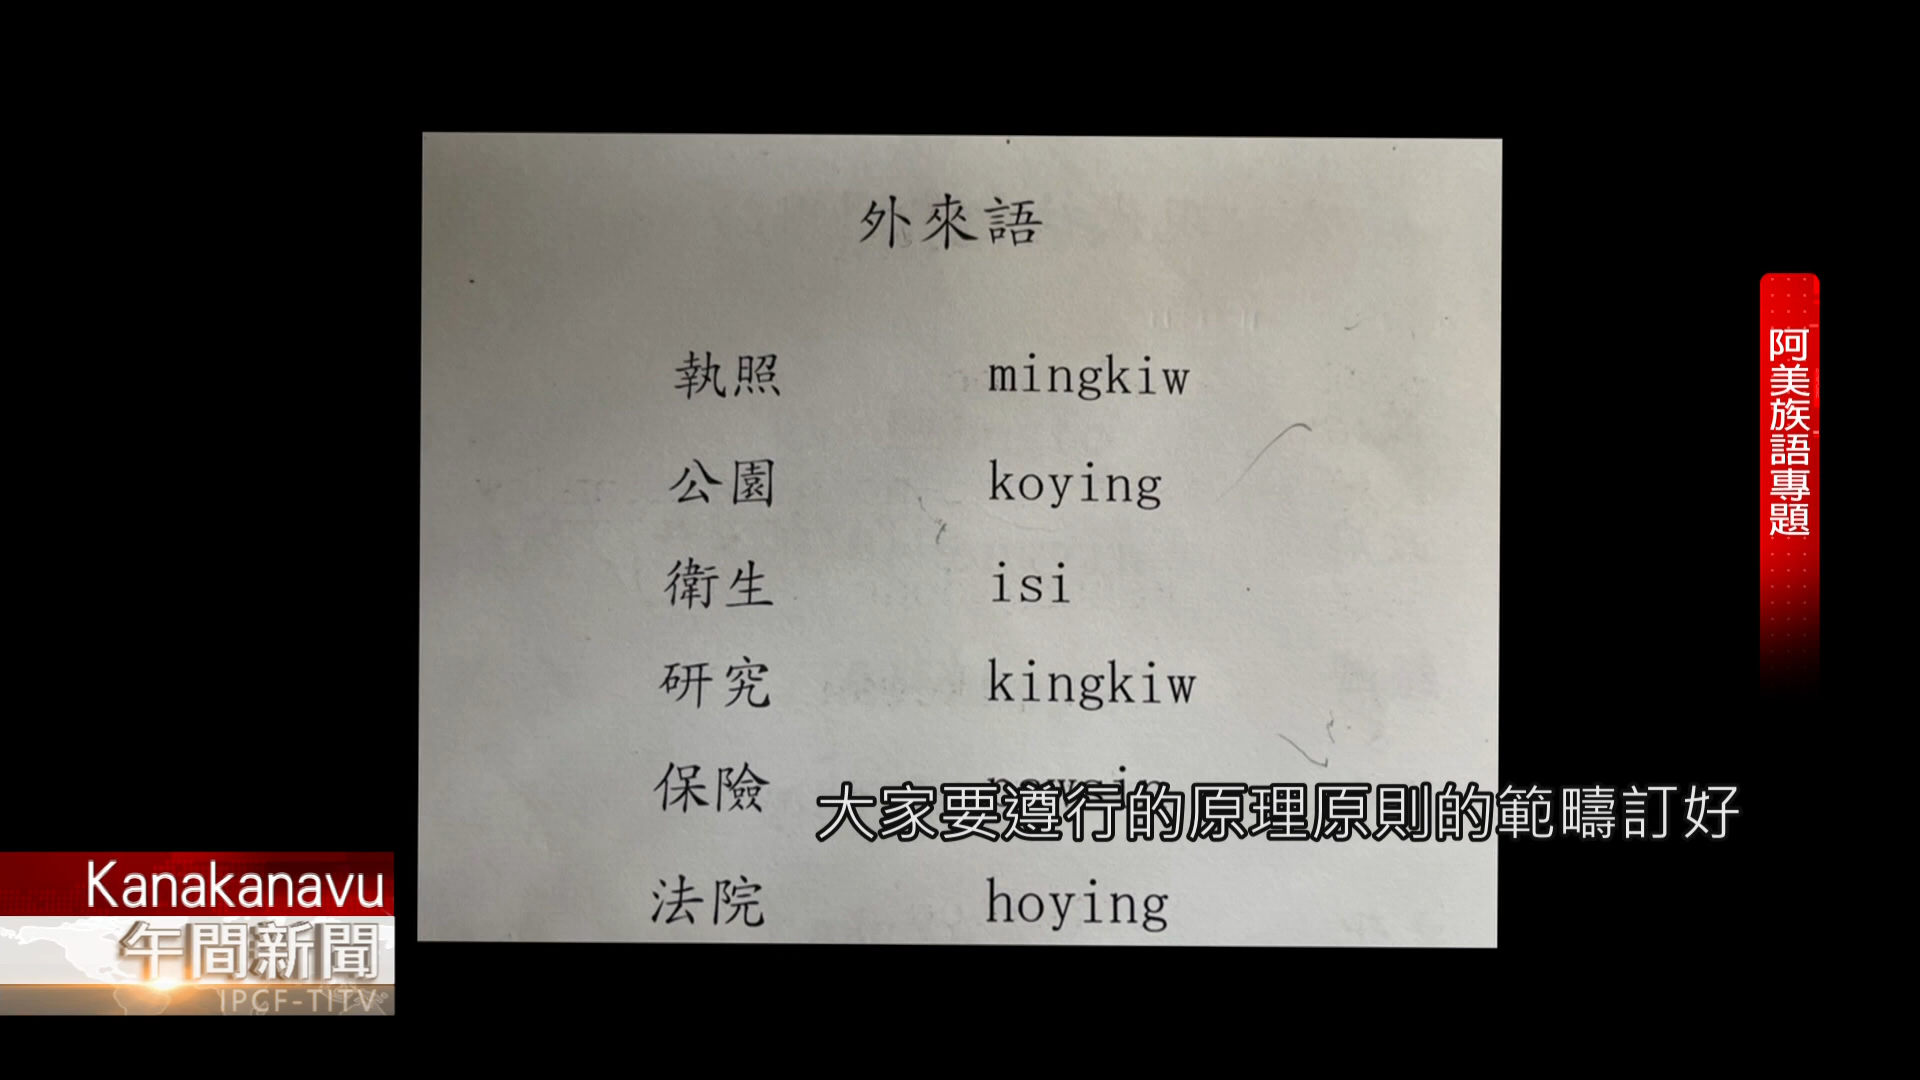 外來語
執照 mingkiw
公園 koying
衛生 isi
研究 kingkiw
保險
大家要遵行的原理原則的範疇訂好
法院 hoying
阿美族語專題
Kanakanavu
午間新聞
IPCF-TITV